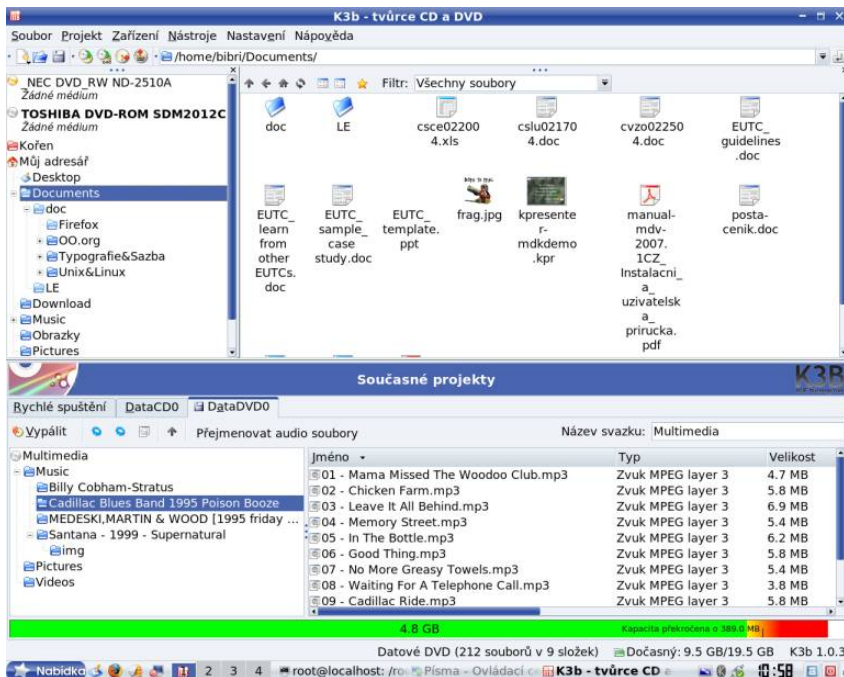 K3b - tvůrce CD a DVD
Soubor Projekt Zařízení Nástroje Nastavení Nápověda
/home/bibri/Documents/
NEC DVD_RW ND-2510A
Žádné médium
TOSHIBA DVD-ROM SDM2012C
Žádné médium
Kořen
Můj adresář
Desktop
Documents
doc
Firefox
OO.org
Typografie&Sazba
Unix&Linux
LE
Download
Music
Obrazky
Pictures
Filtr: Všechny soubory
doc
LE
csce02200
4.xls
cslu02170
4.doc
cvzo02250
4.doc
EUTC_
guidelines
.doc
EUTC_
learn
from
other
EUTCs.
doc
EUTC_
sample_
case
study.doc
EUTC_
template.
ppt
frag.jpg
kpresente
r-
mdkdemo
.kpr
manual-
mdv-
2007.
1CZ_
Instalacni_
a_
uzivatelsk
a_
prirucka.
pdf
posta-
cenik.doc
Současné projekty
K3B
Rychlé spuštění DataCD0 DataDVD0
Vypálit Přejmenovat audio soubory Název svazku: Multimedia
Multimedia
Music
Billy Cobham-Stratus
Cadillac Blues Band 1995 Poison Booze
MEDESKI,MARTIN & WOOD [1995 friday ...
Santana - 1999 - Supernatural
img
Pictures
Videos
Jméno Typ Velikost
01 - Mama Missed The Woodoo Club.mp3 Zvuk MPEG layer 3 4.7 MB
02 - Chicken Farm.mp3 Zvuk MPEG layer 3 5.8 MB
03 - Leave It All Behind.mp3 Zvuk MPEG layer 3 6.9 MB
04 - Memory Street.mp3 Zvuk MPEG layer 3 5.4 MB
05 - In The Bottle.mp3 Zvuk MPEG layer 3 6.2 MB
06 - Good Thing.mp3 Zvuk MPEG layer 3 5.8 MB
07 - No More Greasy Towels.mp3 Zvuk MPEG layer 3 5.4 MB
08 - Waiting For A Telephone Call.mp3 Zvuk MPEG layer 3 3.8 MB
09 - Cadillac Ride.mp3 Zvuk MPEG layer 3 5.8 MB
4.8 GB Kapacita překročena o 389.0 MB
Datové DVD (212 souborů v 9 složek) Dočasný: 9.5 GB/19.5 GB K3b 1.0.3
Nabídka 2 3 4 root@localhost: /ro Písma - Ovládací ce K3b - tvůrce CD a 10:58